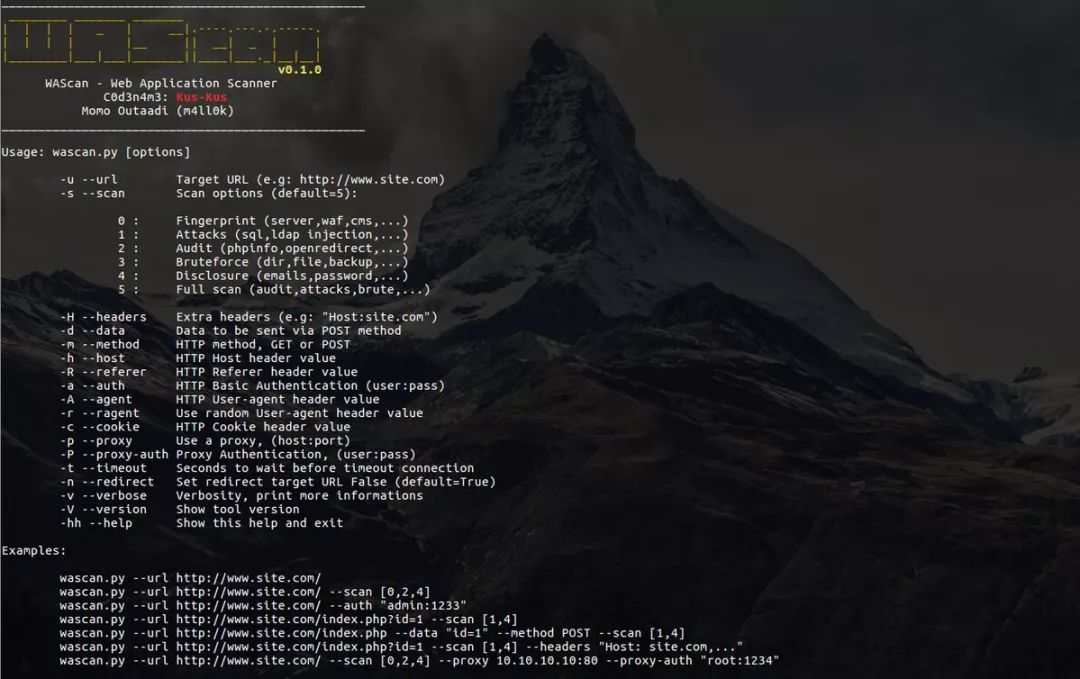 WAScan
v0.1.0
WAScan - Web Application Scanner
C0d3n4m3: Kus-Kus
Momo Outaadi (m4ll0k)
Usage: wascan.py [options]
-u --url Target URL (e.g: http://www.site.com)
-s --scan Scan options (default=5):
0 : Fingerprint (server,waf,cms,...)
1 : Attacks (sql,ldap injection,...)
2 : Audit (phpinfo,openredirect,...)
3 : Bruteforce (dir,file,backup,...)
4 : Disclosure (emails,password,...)
5 : Full scan (audit,attacks,brute,...)
-H --headers Extra headers (e.g: "Host:site.com")
-d --data Data to be sent via POST method
-m --method HTTP method, GET or POST
-h --host HTTP Host header value
-R --referer HTTP Referer header value
-a --auth HTTP Basic Authentication (user:pass)
-A --agent HTTP User-agent header value
-r --ragent Use random User-agent header value
-c --cookie HTTP Cookie header value
-p --proxy Use a proxy, (host:port)
-P --proxy-auth Proxy Authentication, (user:pass)
-t --timeout Seconds to wait before timeout connection
-n --redirect Set redirect target URL False (default=True)
-v --verbose Verbosity, print more informations
-V --version Show tool version
-hh --help Show this help and exit
Examples:
wascan.py --url http://www.site.com/
wascan.py --url http://www.site.com/ --scan [0,2,4]
wascan.py --url http://www.site.com/ --auth "admin:1233"
wascan.py --url http://www.site.com/index.php?id=1 --scan [1,4]
wascan.py --url http://www.site.com/index.php --data "id=1" --method POST --scan [1,4]
wascan.py --url http://www.site.com/index.php?id=1 --scan [1,4] --headers "Host: site.com,..."
wascan.py --url http://www.site.com/ --scan [0,2,4] --proxy 10.10.10.10:80 --proxy-auth "root:1234"